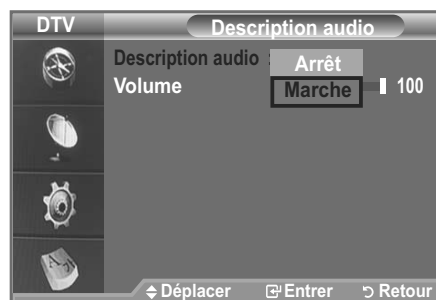 DTV Description audio
Description audio : Arrêt
Volume Marche 100
Déplacer Entrer Retour